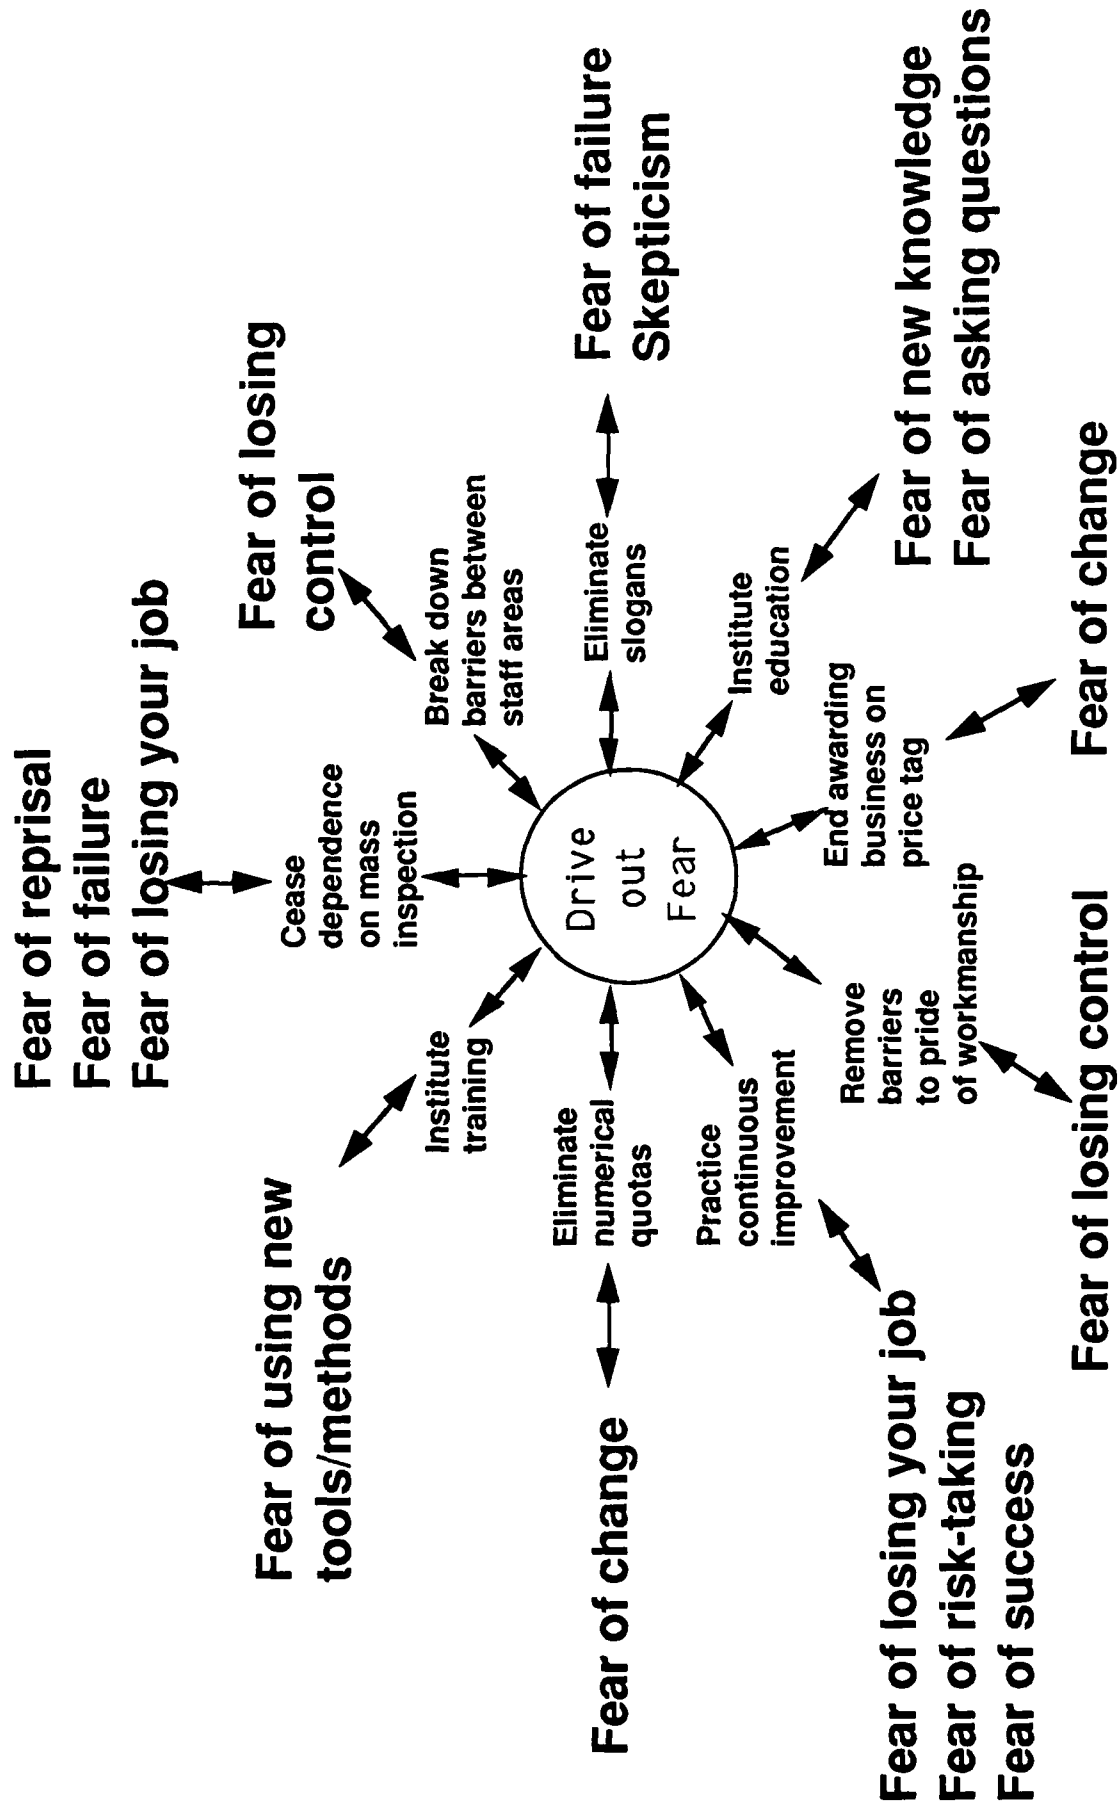 Fear of reprisal
Fear of failure
Fear of losing your job
Fear of using new
tools/methods
Fear of losing
control
Cease
dependence
on mass
inspection
Institute
training
Break down
barriers between
staff areas
Eliminate
numerical
quotas
Drive
out
Fear
Eliminate
slogans
Fear of change
Fear of failure
Skepticism
Practice
continuous
improvement
Institute
education
Remove
barriers
to pride
of workmanship
End awarding
business on
price tag
Fear of losing your job
Fear of risk-taking
Fear of success
Fear of new knowledge
Fear of asking questions
Fear of losing control
Fear of change